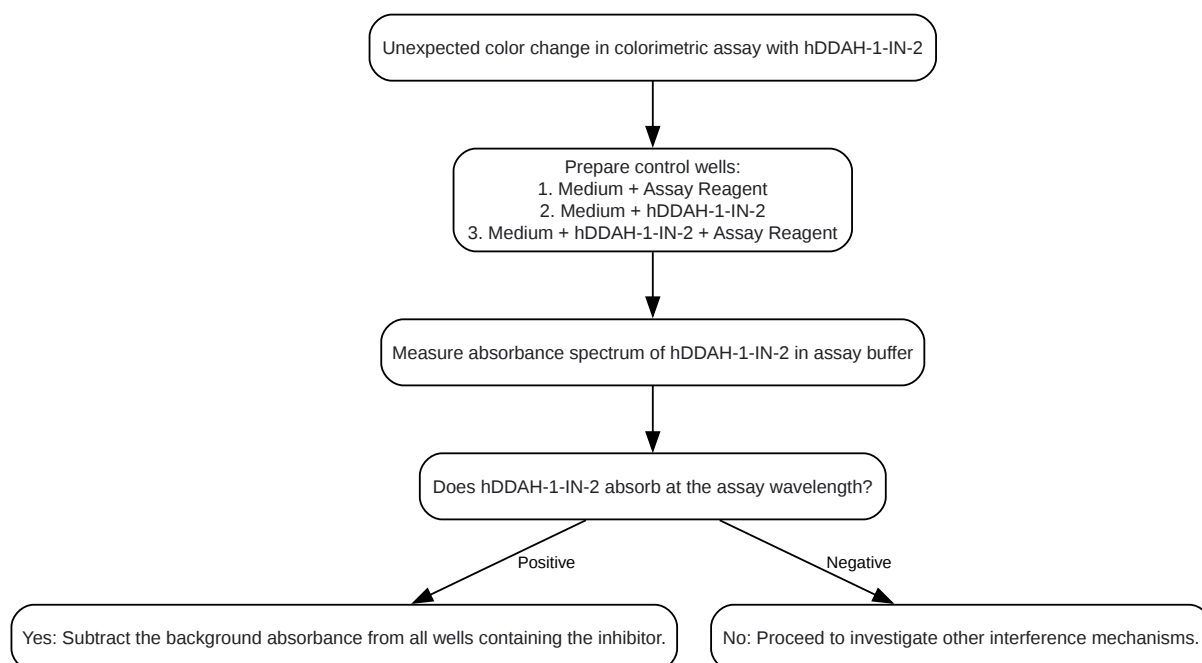 Unexpected color change in colorimetric assay with hDDAH-1-IN-2
Prepare control wells:
1. Medium + Assay Reagent
2. Medium + hDDAH-1-IN-2
3. Medium + hDDAH-1-IN-2 + Assay Reagent
Measure absorbance spectrum of hDDAH-1-IN-2 in assay buffer
Does hDDAH-1-IN-2 absorb at the assay wavelength?
Positive
Negative
Yes: Subtract the background absorbance from all wells containing the inhibitor.
No: Proceed to investigate other interference mechanisms.